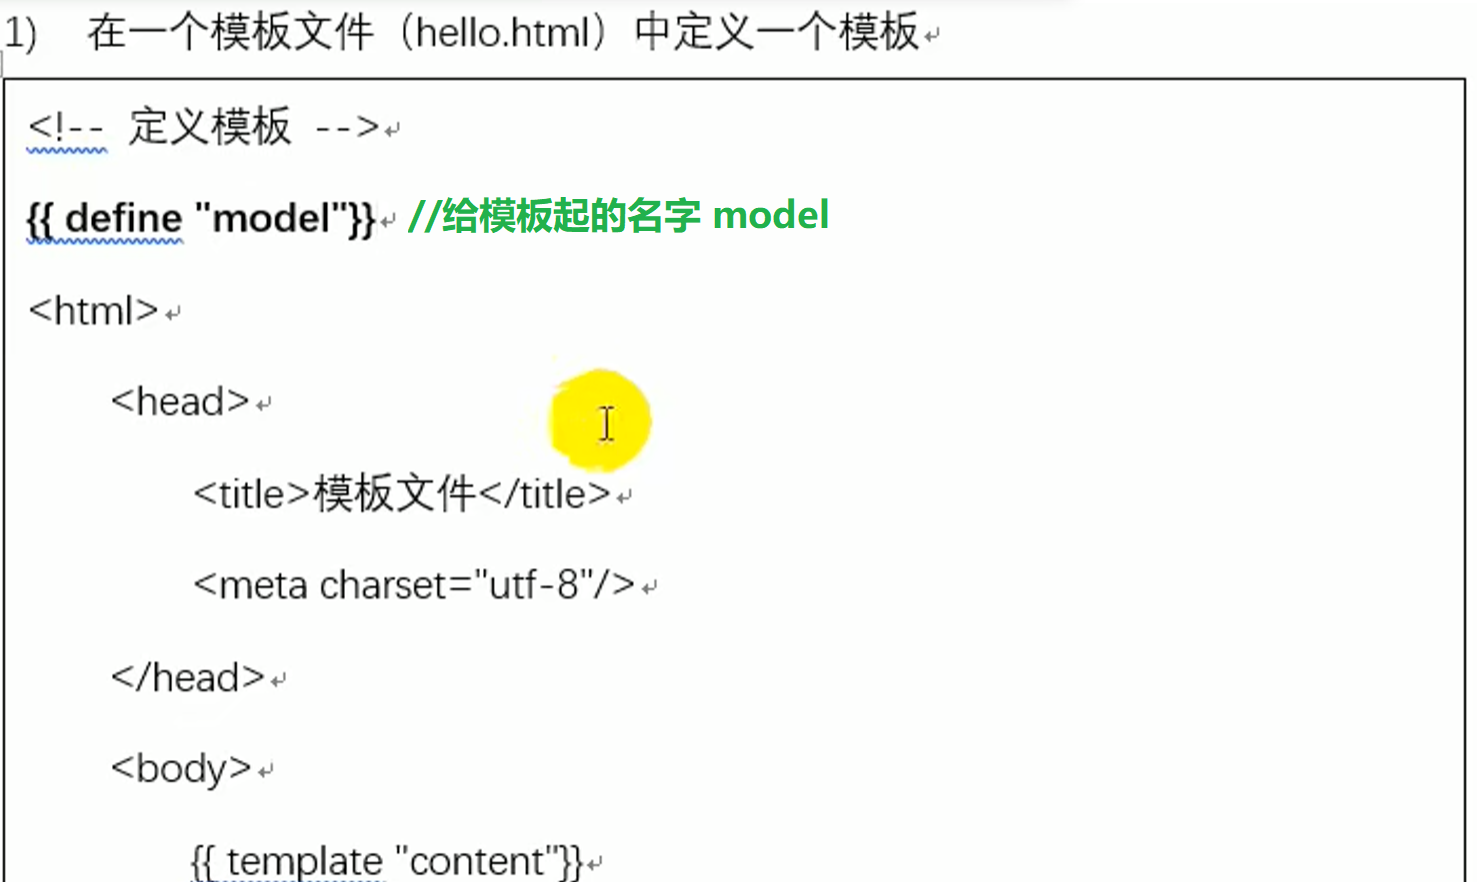 1) 在一个模板文件（hello.html）中定义一个模板
<!-- 定义模板 -->
{{ define "model"}} //给模板起的名字 model
<html>
<head>
<title>模板文件</title>
<meta charset="utf-8"/>
</head>
<body>
{{ template "content"}}